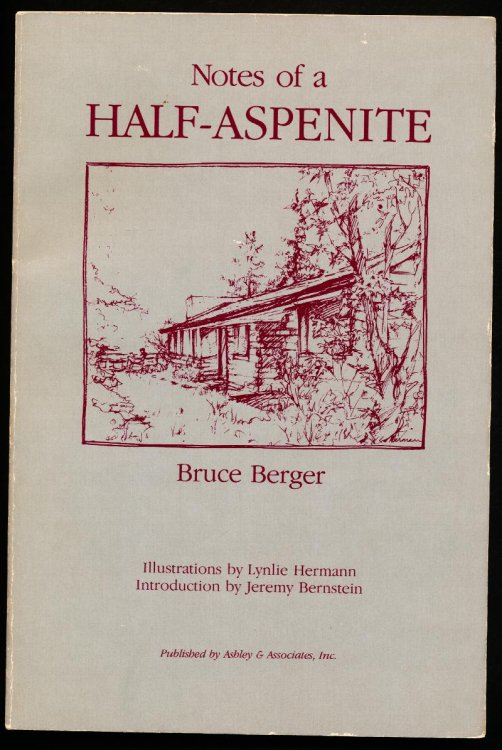 Notes of a
HALF-ASPENITE
Bruce Berger
Illustrations by Lynlie Hermann
Introduction by Jeremy Bernstein
Published by Ashley & Associates, Inc.